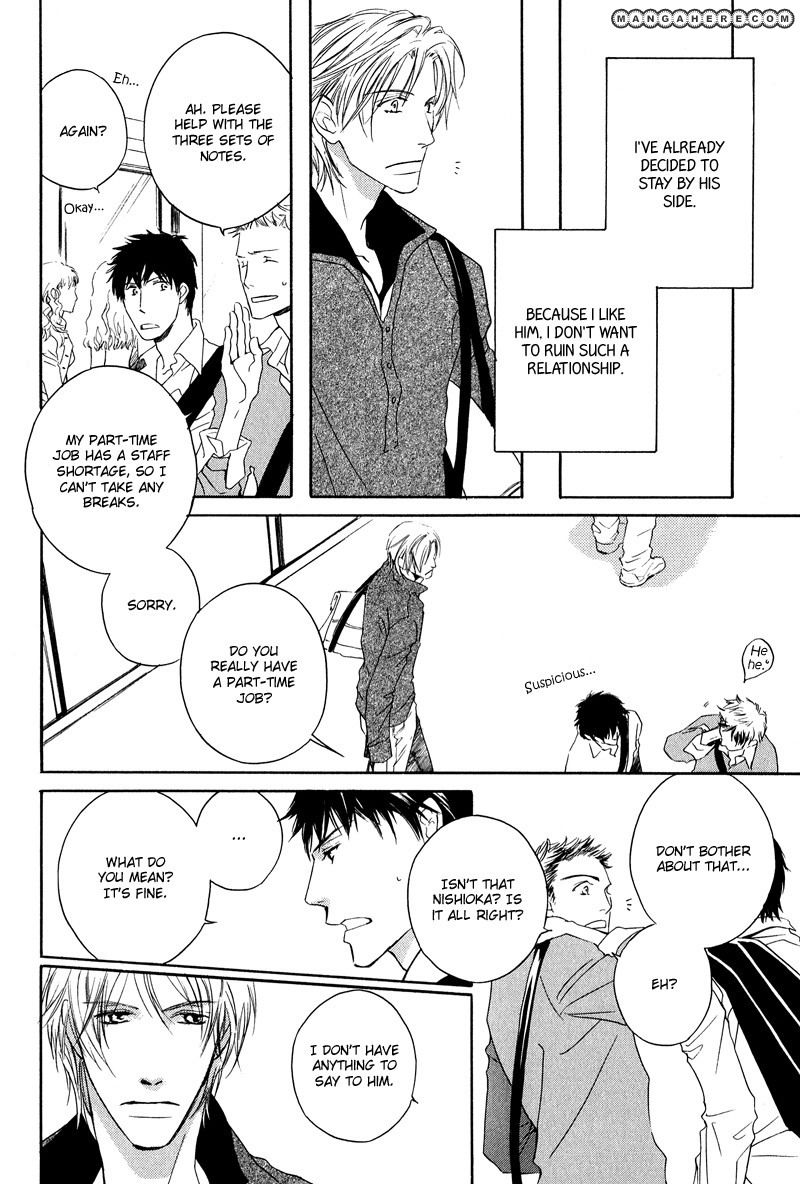 MANGAHERE.COM
I'VE ALREADY
DECIDED TO
STAY BY HIS
SIDE.
BECAUSE I LIKE
HIM, I DON'T WANT
TO RUIN SUCH A
RELATIONSHIP.
AH. PLEASE
HELP WITH THE
THREE SETS OF
NOTES.
Eh...
AGAIN?
Okay...
MY PART-TIME
JOB HAS A STAFF
SHORTAGE, SO I
CAN'T TAKE ANY
BREAKS.
SORRY.
He
he.
Suspicious...
DO YOU
REALLY HAVE
A PART-TIME
JOB?
DON'T BOTHER
ABOUT THAT...
EH?
ISN'T THAT
NISHIOKA? IS
IT ALL RIGHT?
...
WHAT DO
YOU MEAN?
IT'S FINE.
I DON'T HAVE
ANYTHING TO
SAY TO HIM.